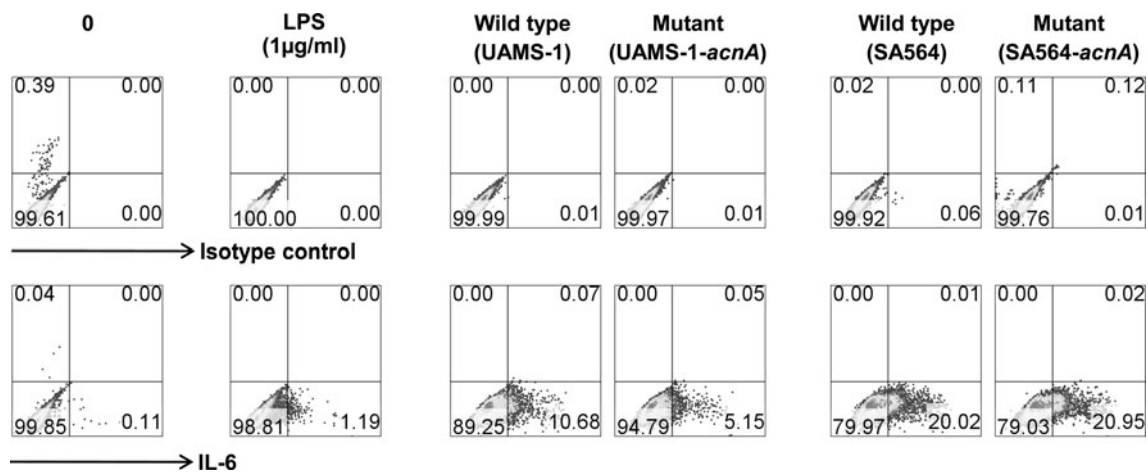 0 LPS Wild type Mutant Wild type Mutant
(1µg/ml) (UAMS-1) (UAMS-1-acnA) (SA564) (SA564-acnA)
0.39 0.00 0.00 0.00 0.00 0.00 0.02 0.00 0.02 0.00 0.11 0.12
99.61 0.00 100.00 0.00 99.99 0.01 99.97 0.01 99.92 0.06 99.76 0.01
Isotype control
0.04 0.00 0.00 0.00 0.00 0.07 0.00 0.05 0.00 0.01 0.00 0.02
99.85 0.11 98.81 1.19 89.25 10.68 94.79 5.15 79.97 20.02 79.03 20.95
IL-6